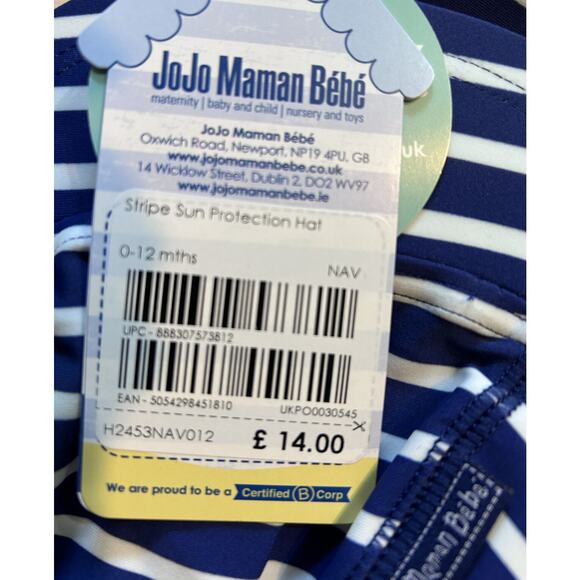 JoJo Maman Bébé
maternity | baby and child | nursery and toys
JoJo Maman Bébé
Oxwich Road, Newport, NP19 4PU, GB
www.jojomamanbebe.co.uk
14 Wicklow Street, Dublin 2, DO2 WV97
www.jojomamanbebe.ie
uk
Stripe Sun Protection Hat
0-12 mths NAV
UPC - 888307573812
EAN - 5054298451810 UKPO0030545
H2453NAV012 £ 14.00
We are proud to be a Certified B Corp
Maman Bebe